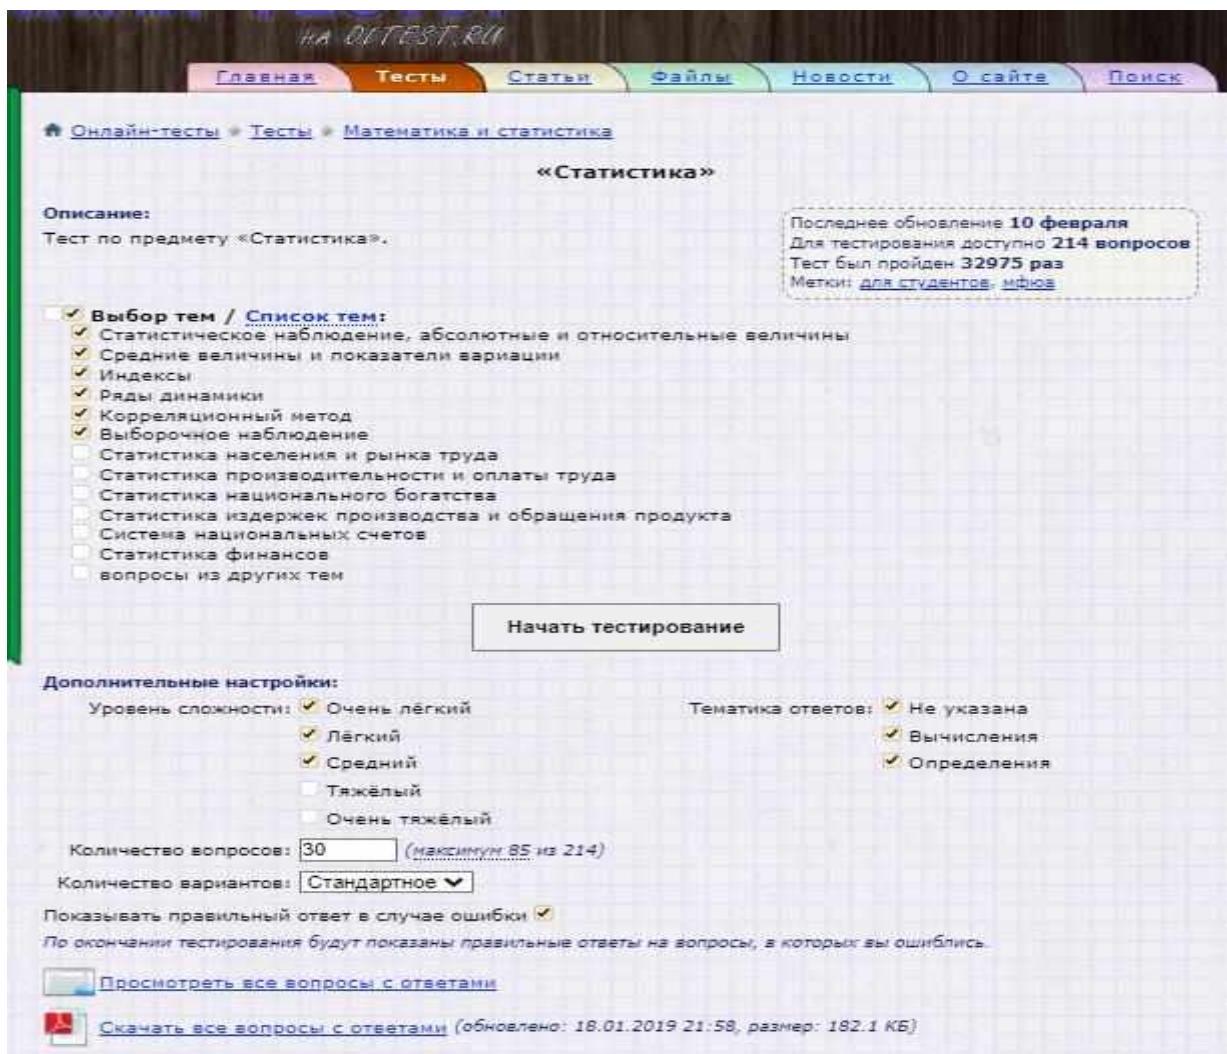 НА OLTEST.RU
Главная Тесты Статьи Файлы Новости О сайте Поиск
Онлайн-тесты Тесты Математика и статистика
«Статистика»
Описание:
Тест по предмету «Статистика».
Последнее обновление 10 февраля
Для тестирования доступно 214 вопросов
Тест был пройден 32975 раз
Метки: для студентов, мфюа
Выбор тем / Список тем:
Статистическое наблюдение, абсолютные и относительные величины
Средние величины и показатели вариации
Индексы
Ряды динамики
Корреляционный метод
Выборочное наблюдение
Статистика населения и рынка труда
Статистика производительности и оплаты труда
Статистика национального богатства
Статистика издержек производства и обращения продукта
Система национальных счетов
Статистика финансов
вопросы из других тем
Начать тестирование
Дополнительные настройки:
Уровень сложности: Очень лёгкий Тематика ответов: Не указана
Лёгкий Вычисления
Средний Определения
Тяжёлый
Очень тяжёлый
Количество вопросов: 30 (максимум 85 из 214)
Количество вариантов: Стандартное
Показывать правильный ответ в случае ошибки
По окончании тестирования будут показаны правильные ответы на вопросы, в которых вы ошиблись.
Просмотреть все вопросы с ответами
Скачать все вопросы с ответами (обновлено: 18.01.2019 21:58, размер: 182.1 КБ)